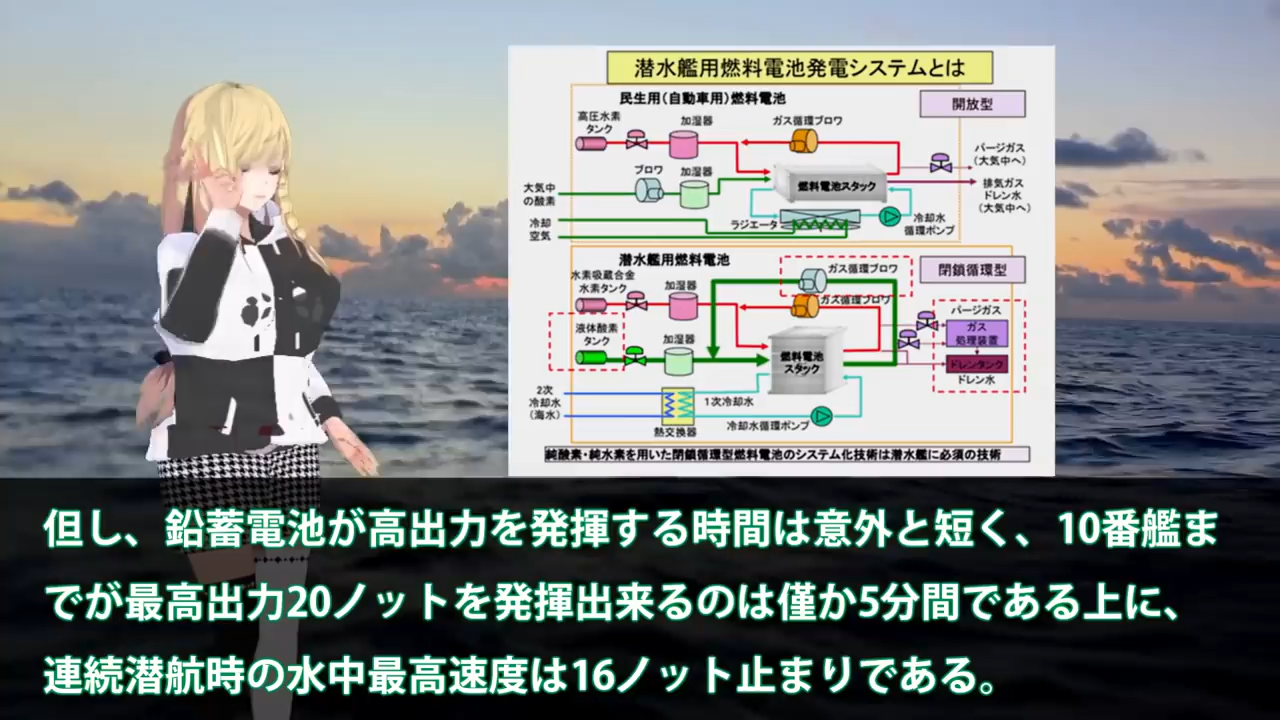 潜水艦用燃料電池発電システムとは
民生用(自動車用)燃料電池
開放型
高圧水素
タンク
加湿器
ガス循環ブロワ
パージガス
(大気中へ)
ブロワ
加湿器
燃料電池スタック
大気中
の酸素
排気ガス
ドレン水
(大気中へ)
冷却
空気
ラジエータ
冷却水
循環ポンプ
潜水艦用燃料電池
閉鎖循環型
水素吸蔵合金
水素タンク
加湿器
ガス循環ブロワ
ガス循環ブロワ
パージガス
液体酸素
タンク
加湿器
燃料電池
スタック
ガス
処理装置
ドレンタンク
ドレン水
2次
冷却水
(海水)
1次冷却水
熱交換器
冷却水循環ポンプ
純酸素・純水素を用いた閉鎖循環型燃料電池のシステム化技術は潜水艦に必須の技術
但し、鉛蓄電池が高出力を発揮する時間は意外と短く、10番艦ま
でが最高出力20ノットを発揮出来るのは僅か5分間である上に、
連続潜航時の水中最高速度は16ノット止まりである。